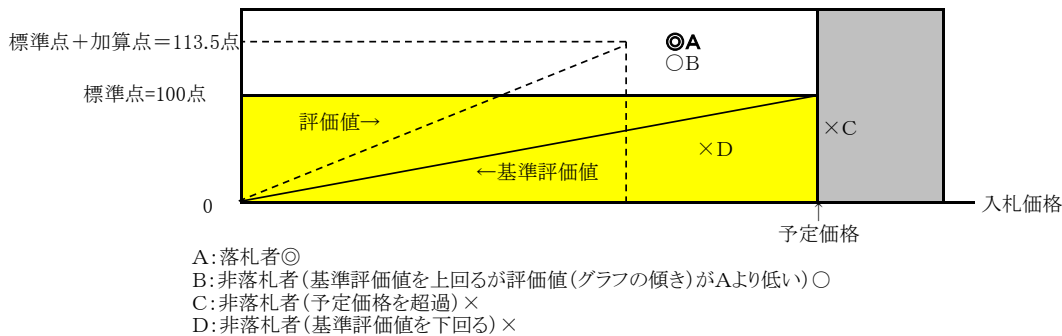 標準点＋加算点＝113.5点
◎A
○B
標準点=100点
評価値→
×C
×D
←基準評価値
0
入札価格
↑
予定価格
A：落札者◎
B：非落札者（基準評価値を上回るが評価値（グラフの傾き）がAより低い）○
C：非落札者（予定価格を超過）×
D：非落札者（基準評価値を下回る）×